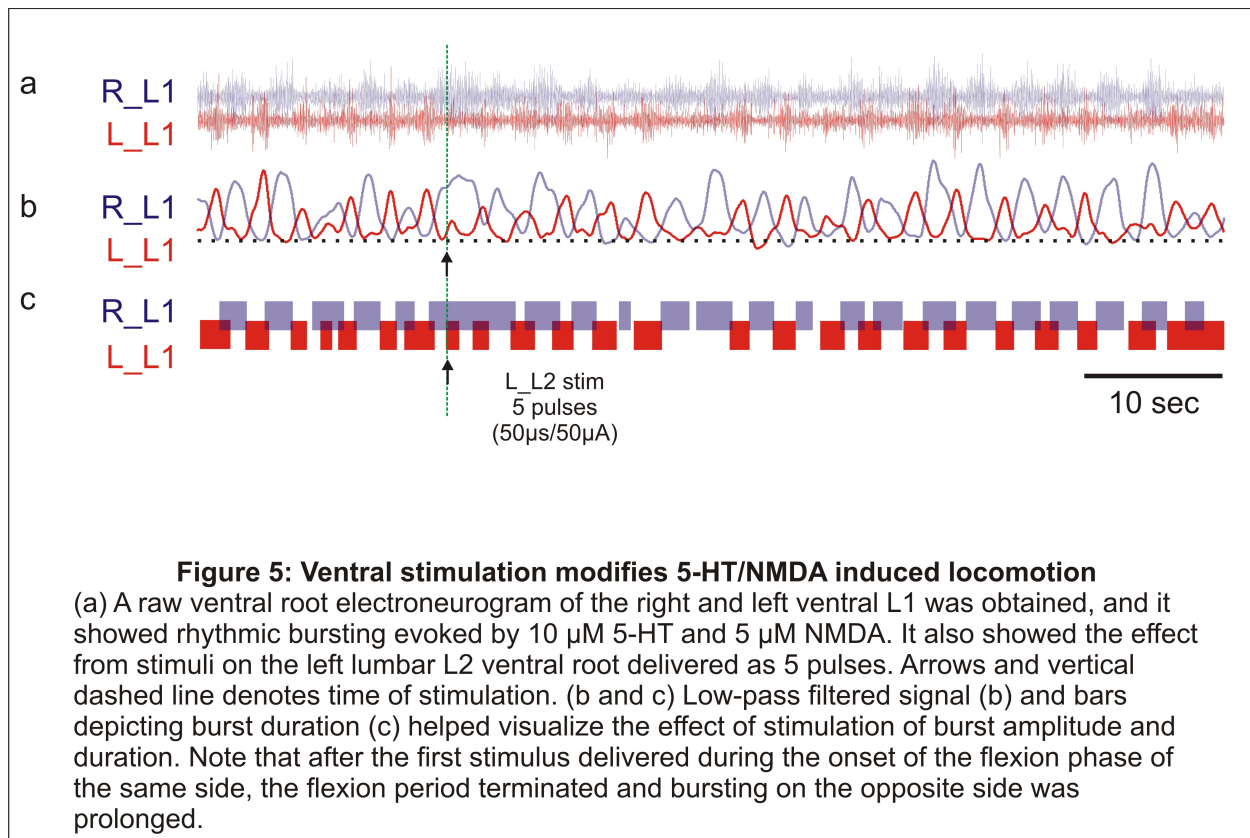 a
R_L1
L_L1
b
R_L1
L_L1
c
R_L1
L_L1
L_L2 stim
5 pulses
(50µs/50µA)
10 sec
Figure 5: Ventral stimulation modifies 5-HT/NMDA induced locomotion
(a) A raw ventral root electroneurogram of the right and left ventral L1 was obtained, and it
showed rhythmic bursting evoked by 10 µM 5-HT and 5 µM NMDA. It also showed the effect
from stimuli on the left lumbar L2 ventral root delivered as 5 pulses. Arrows and vertical
dashed line denotes time of stimulation. (b and c) Low-pass filtered signal (b) and bars
depicting burst duration (c) helped visualize the effect of stimulation of burst amplitude and
duration. Note that after the first stimulus delivered during the onset of the flexion phase of
the same side, the flexion period terminated and bursting on the opposite side was
prolonged.